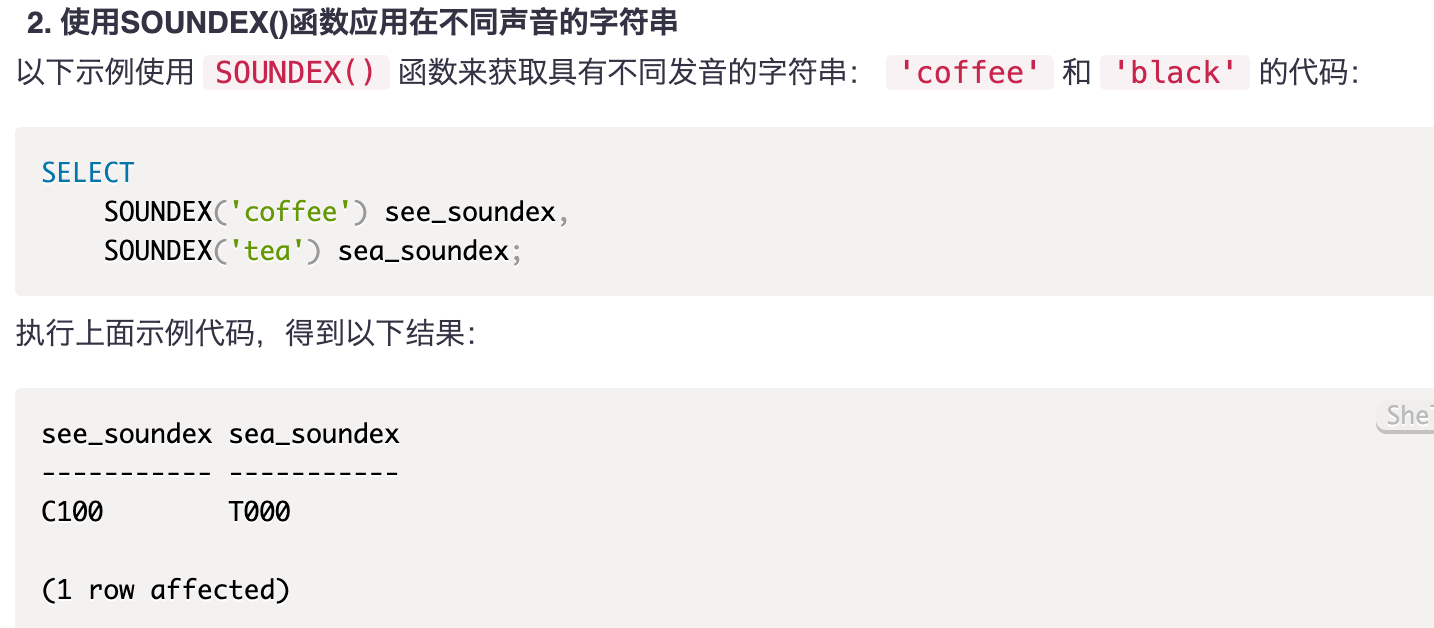 2. 使用SOUNDEX()函数应用在不同声音的字符串
以下示例使用 SOUNDEX() 函数来获取具有不同发音的字符串： 'coffee' 和 'black' 的代码：
SELECT
    SOUNDEX('coffee') see_soundex,
    SOUNDEX('tea') sea_soundex;
执行上面示例代码，得到以下结果：
She
see_soundex sea_soundex
----------- -----------
C100        T000
(1 row affected)